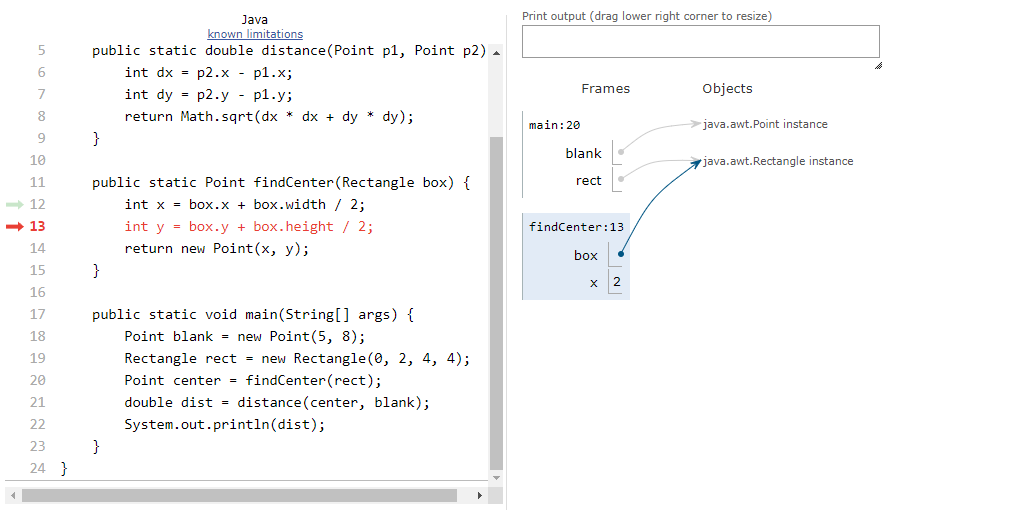 Java
known limitations
5 public static double distance(Point p1, Point p2)
6 int dx = p2.x - p1.x;
7 int dy = p2.y - p1.y;
8 return Math.sqrt(dx * dx + dy * dy);
9 }
10
11 public static Point findCenter(Rectangle box) {
12 int x = box.x + box.width / 2;
13 int y = box.y + box.height / 2;
14 return new Point(x, y);
15 }
16
17 public static void main(String[] args) {
18 Point blank = new Point(5, 8);
19 Rectangle rect = new Rectangle(0, 2, 4, 4);
20 Point center = findCenter(rect);
21 double dist = distance(center, blank);
22 System.out.println(dist);
23 }
24 }
Print output (drag lower right corner to resize)
Frames Objects
main:20
blank
rect
java.awt.Point instance
java.awt.Rectangle instance
findCenter:13
box
x 2